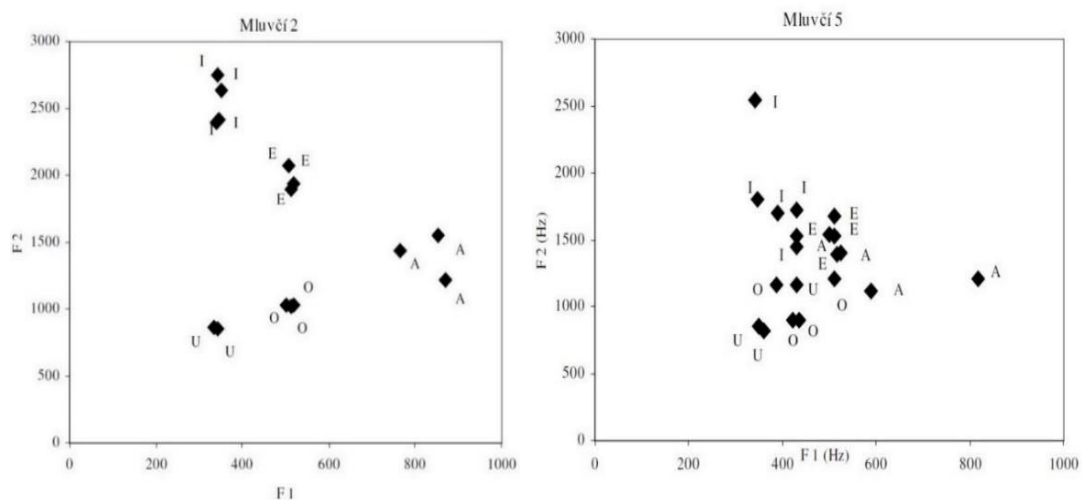 Mluvčí 2
3000
2500
2000
1500
1000
500
0
F 2
I I
I I
E E
E
A
A
A
O
O O
U U
0 200 400 600 800 1000
F 1
Mluvčí 5
3000
2500
2000
1500
1000
500
0
F 2 (Hz)
I
I I I
E
E E
A A
I E
A
O U O A
O
U O
U
0 200 400 600 800 1000
F 1 (Hz)